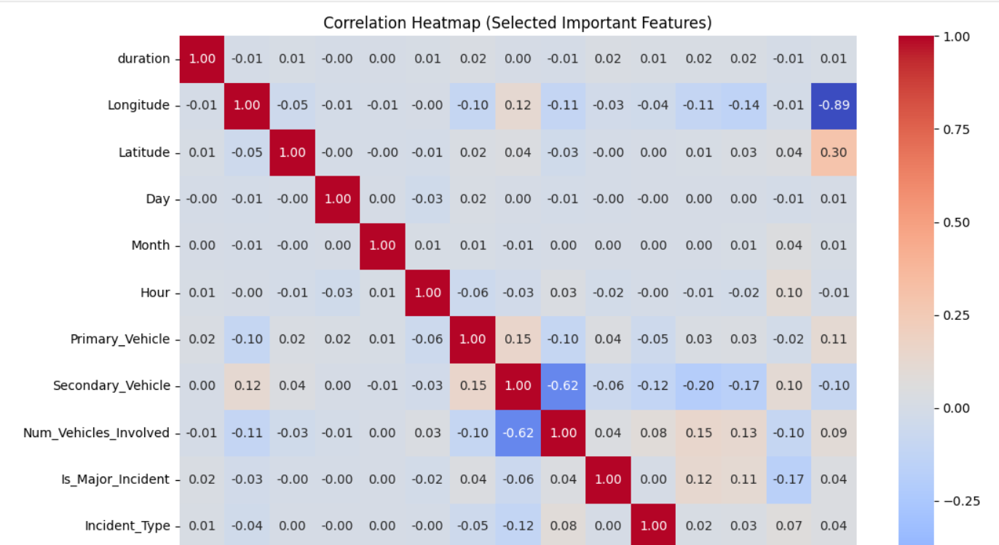 Correlation Heatmap (Selected Important Features)
duration 1.00 -0.01 0.01 -0.00 0.00 0.01 0.02 0.00 -0.01 0.02 0.01 0.02 0.02 -0.01 0.01 1.00
Longitude -0.01 1.00 -0.05 -0.01 -0.01 -0.00 -0.10 0.12 -0.11 -0.03 -0.04 -0.11 -0.14 -0.01 -0.89
0.75
Latitude 0.01 -0.05 1.00 -0.00 -0.00 -0.01 0.02 0.04 -0.03 -0.00 0.00 0.01 0.03 0.04 0.30
Day -0.00 -0.01 -0.00 1.00 0.00 -0.03 0.02 0.00 -0.01 -0.00 -0.00 0.00 0.00 -0.01 0.01
0.50
Month 0.00 -0.01 -0.00 0.00 1.00 0.01 0.01 -0.01 0.00 0.00 0.00 0.00 0.01 0.04 0.01
Hour 0.01 -0.00 -0.01 -0.03 0.01 1.00 -0.06 -0.03 0.03 -0.02 -0.00 -0.01 -0.02 0.10 -0.01
0.25
Primary_Vehicle 0.02 -0.10 0.02 0.02 0.01 -0.06 1.00 0.15 -0.10 0.04 -0.05 0.03 0.03 -0.02 0.11
Secondary_Vehicle 0.00 0.12 0.04 0.00 -0.01 -0.03 0.15 1.00 -0.62 -0.06 -0.12 -0.20 -0.17 0.10 -0.10
0.00
Num_Vehicles_Involved -0.01 -0.11 -0.03 -0.01 0.00 0.03 -0.10 -0.62 1.00 0.04 0.08 0.15 0.13 -0.10 0.09
Is_Major_Incident 0.02 -0.03 -0.00 -0.00 0.00 -0.02 0.04 -0.06 0.04 1.00 0.00 0.12 0.11 -0.17 0.04
−0.25
Incident_Type 0.01 -0.04 0.00 -0.00 0.00 -0.00 -0.05 -0.12 0.08 0.00 1.00 0.02 0.03 0.07 0.04